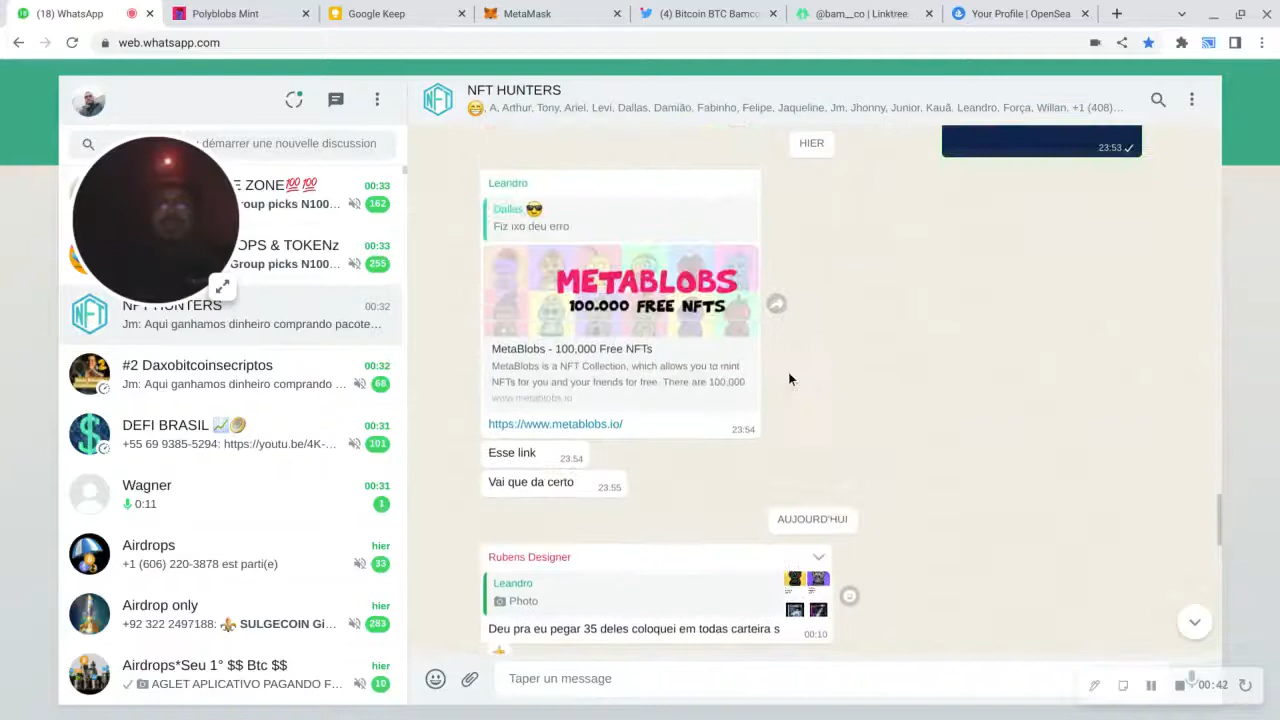 (18) WhatsApp
Polyblobs Mint
Google Keep
MetaMask
(4) Bitcoin BTC Bamco
@bam__co | Linktree
Your Profile | OpenSea
web.whatsapp.com
démarrer une nouvelle discussion
E ZONE💯💯 00:33
roup picks N100… 162
OPS & TOKENz 00:33
Group picks N100… 255
NFT HUNTERS 00:32
Jm: Aqui ganhamos dinheiro comprando pacote…
#2 Daxobitcoinsecriptos 00:32
Jm: Aqui ganhamos dinheiro comprando … 68
DEFI BRASIL 📈🪙 00:31
+55 69 9385-5294: https://youtu.be/4K-… 101
Wagner 00:31
0:11 1
Airdrops hier
+1 (606) 220-3878 est parti(e) 33
Airdrop only hier
+92 322 2497188: ⚜️ SULGECOIN Gi… 283
Airdrops*Seu 1° $$ Btc $$ hier
AGLET APLICATIVO PAGANDO F… 10
NFT
NFT HUNTERS
😁, A, Arthur, Tony, Ariel, Levi, Dallas, Damião, Fabinho, Felipe, Jaqueline, Jm, Jhonny, Junior, Kauã, Leandro, Força, Willan, +1 (408)…
HIER
23:53
Leandro
Dallas 😎
Fiz ixo deu erro
METABLOBS
100.000 FREE NFTS
MetaBlobs - 100,000 Free NFTs
MetaBlobs is a NFT Collection, which allows you to mint
NFTs for you and your friends for free. There are 100,000
www.metablobs.io
https://www.metablobs.io/
23:54
Esse link 23:54
Vai que da certo 23:55
AUJOURD'HUI
Rubens Designer
Leandro
Photo
Deu pra eu pegar 35 deles coloquei em todas carteira s 00:10
Taper un message
00:42